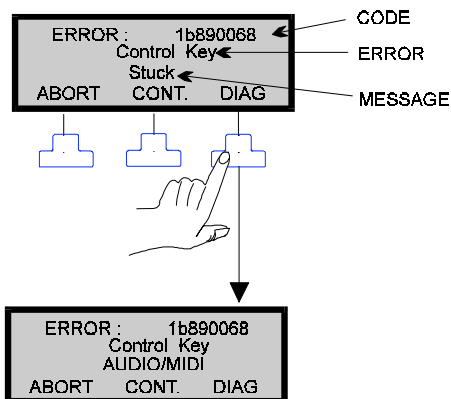 ERROR : 1b890068
Control Key
Stuck
ABORT CONT. DIAG
CODE
ERROR
MESSAGE
ERROR : 1b890068
Control Key
AUDIO/MIDI
ABORT CONT. DIAG